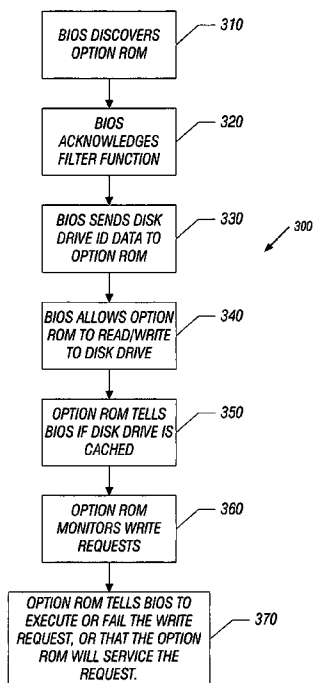 BIOS DISCOVERS
OPTION ROM
310
BIOS
ACKNOWLEDGES
FILTER FUNCTION
320
BIOS SENDS DISK
DRIVE ID DATA TO
OPTION ROM
330
300
BIOS ALLOWS OPTION
ROM TO READ/WRITE
TO DISK DRIVE
340
OPTION ROM TELLS
BIOS IF DISK DRIVE IS
CACHED
350
OPTION ROM
MONITORS WRITE
REQUESTS
360
OPTION ROM TELLS BIOS TO
EXECUTE OR FAIL THE WRITE
REQUEST, OR THAT THE OPTION
ROM WILL SERVICE THE
REQUEST.
370